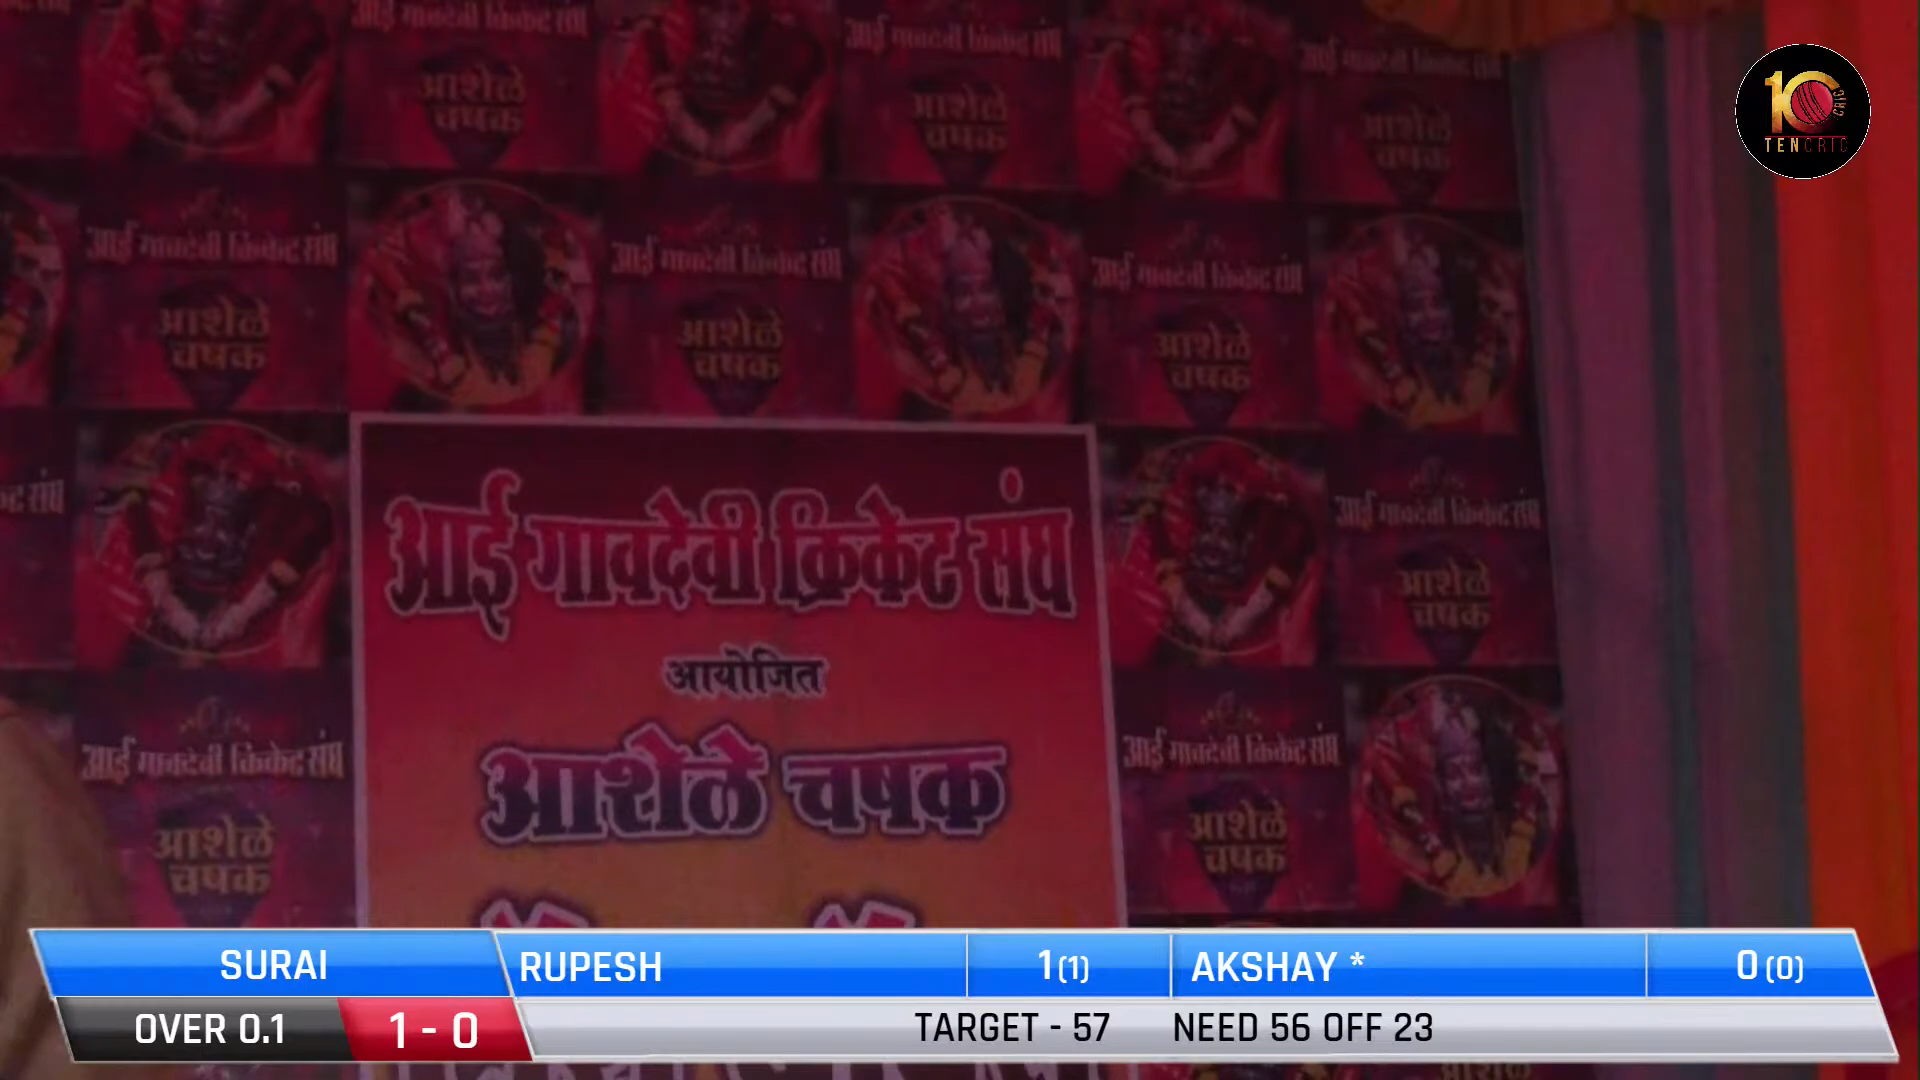 आई गावदेवी क्रिकेट संघ
आयोजित
आशेळे चषक
आई गावदेवी क्रिकेट संघ
आशेळे
चषक
TENCRIC
SURAI
RUPESH
1 (1)
AKSHAY *
0 (0)
OVER 0.1
1 - 0
TARGET - 57
NEED 56 OFF 23